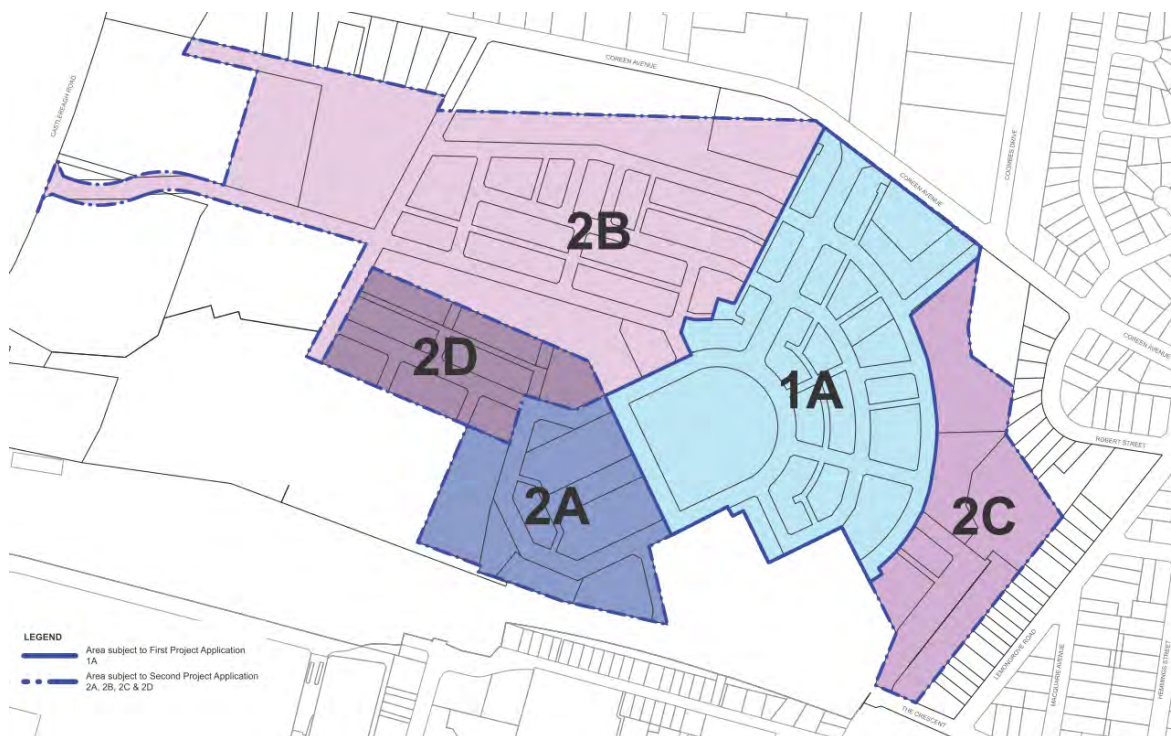 COREEN AVENUE
CASTLEREAGH ROAD
COOMBES DRIVE
COREEN AVENUE
2B
COREEN AVENUE
2D
1A
ROBERT STREET
2A
2C
LEGEND
Area subject to First Project Application
1A
Area subject to Second Project Application
2A, 2B, 2C & 2D
LEMONGROVE ROAD
MACQUARIE AVENUE
HEMMINGS STREET
THE CRESCENT